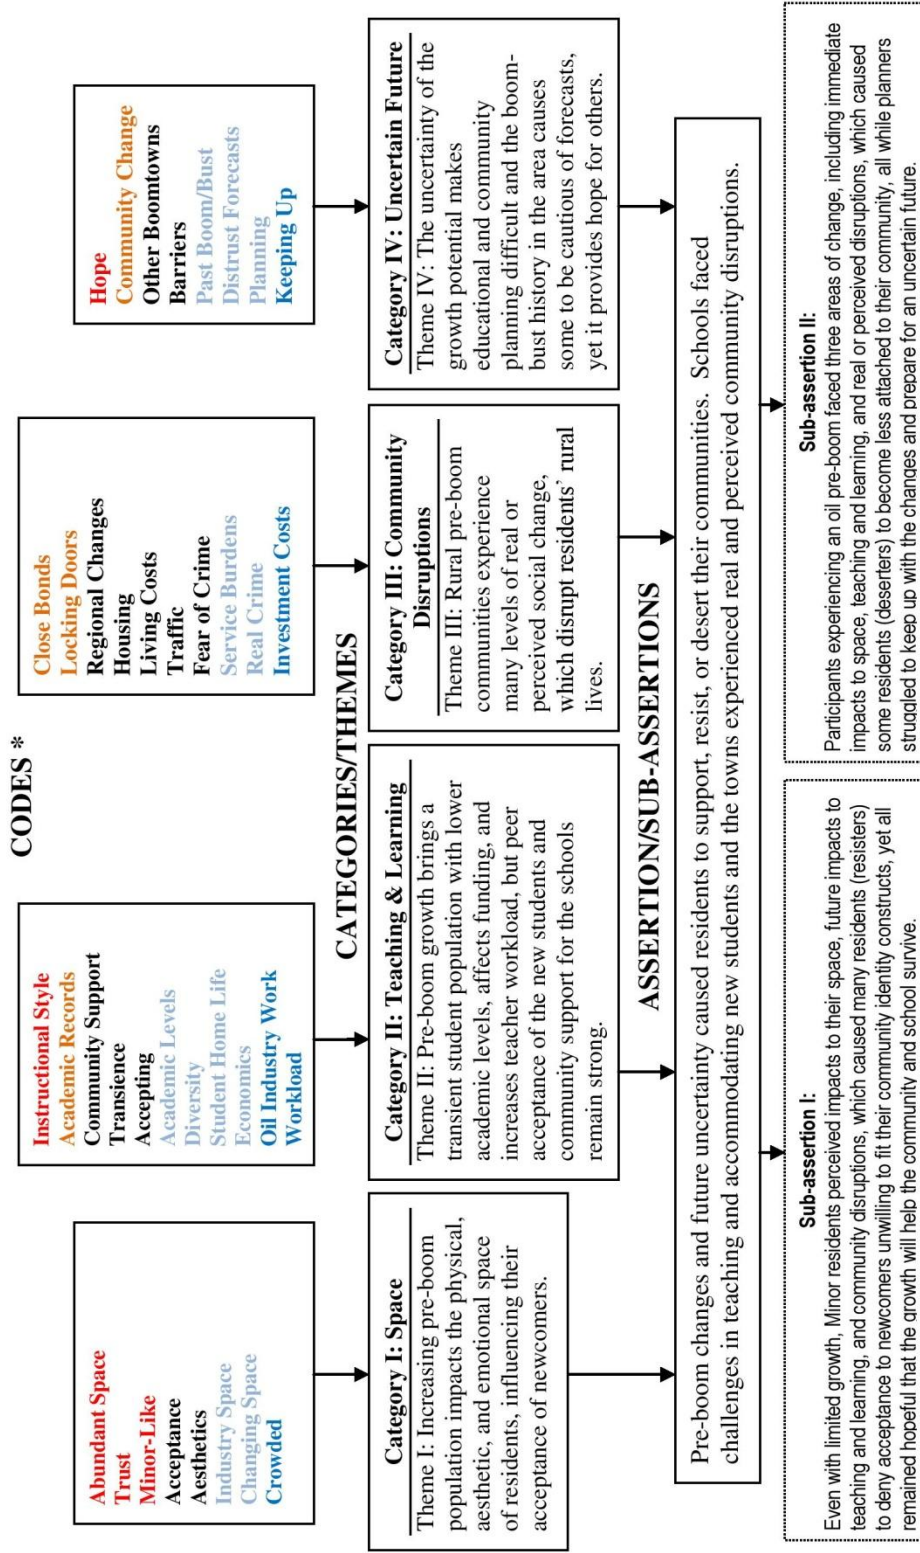 CODES *
Abundant Space
Trust
Minor-Like
Acceptance
Aesthetics
Industry Space
Changing Space
Crowded
Instructional Style
Academic Records
Community Support
Transience
Accepting
Academic Levels
Diversity
Student Home Life
Economics
Oil Industry Work
Workload
Close Bonds
Locking Doors
Regional Changes
Housing
Living Costs
Traffic
Fear of Crime
Service Burdens
Real Crime
Investment Costs
Hope
Community Change
Other Boomtowns
Barriers
Past Boom/Bust
Distrust Forecasts
Planning
Keeping Up
CATEGORIES/THEMES
Category I: Space
Theme I: Increasing pre-boom
population impacts the physical,
aesthetic, and emotional space
of residents, influencing their
acceptance of newcomers.
Category II: Teaching & Learning
Theme II: Pre-boom growth brings a
transient student population with lower
academic levels, affects funding, and
increases teacher workload, but peer
acceptance of the new students and
community support for the schools
remain strong.
Category III: Community
Disruptions
Theme III: Rural pre-boom
communities experience
many levels of real or
perceived social change,
which disrupt residents' rural
lives.
Category IV: Uncertain Future
Theme IV: The uncertainty of the
growth potential makes
educational and community
planning difficult and the boom-
bust history in the area causes
some to be cautious of forecasts,
yet it provides hope for others.
ASSERTION/SUB-ASSERTIONS
Pre-boom changes and future uncertainty caused residents to support, resist, or desert their communities. Schools faced
challenges in teaching and accommodating new students and the towns experienced real and perceived community disruptions.
Sub-assertion I:
Even with limited growth, Minor residents perceived impacts to their space, future impacts to
teaching and learning, and community disruptions, which caused many residents (resisters)
to deny acceptance to newcomers unwilling to fit their community identity constructs, yet all
remained hopeful that the growth will help the community and school survive.
Sub-assertion II:
Participants experiencing an oil pre-boom faced three areas of change, including immediate
impacts to space, teaching and learning, and real or perceived disruptions, which caused
some residents (deserters) to become less attached to their community, all while planners
struggled to keep up with the changes and prepare for an uncertain future.